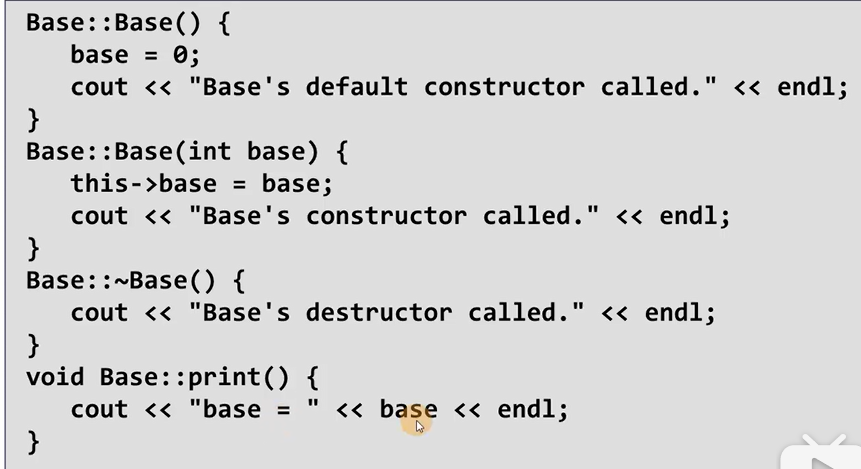 Base::Base() {
   base = 0;
   cout << "Base's default constructor called." << endl;
}
Base::Base(int base) {
   this->base = base;
   cout << "Base's constructor called." << endl;
}
Base::~Base() {
   cout << "Base's destructor called." << endl;
}
void Base::print() {
   cout << "base = " << base << endl;
}